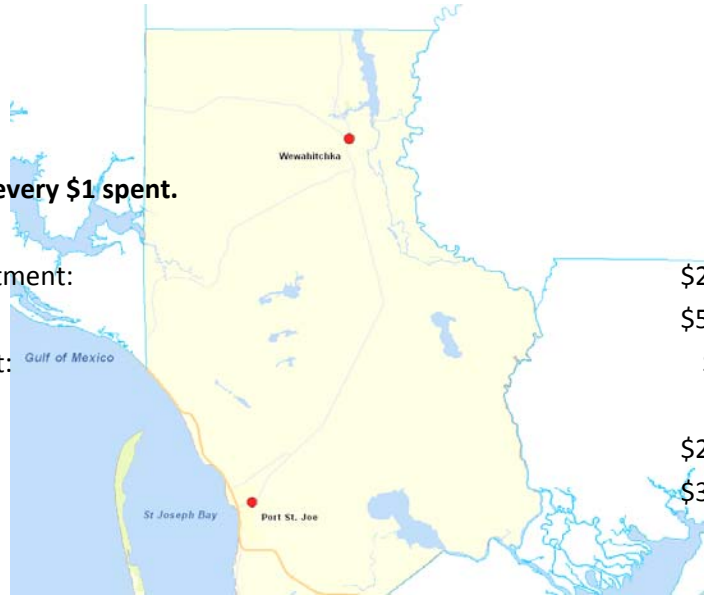 Wewahitchka
every $1 spent.
tment:
$2
$5
t:
Gulf of Mexico
$2
$3
St Joseph Bay
Port St. Joe